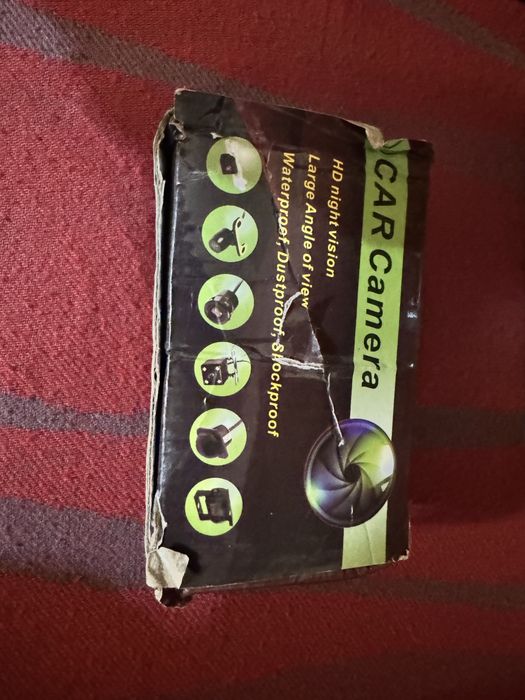 CAR Camera
HD night vision
Large Angle of view
Waterproof, Dustproof, Shockproof